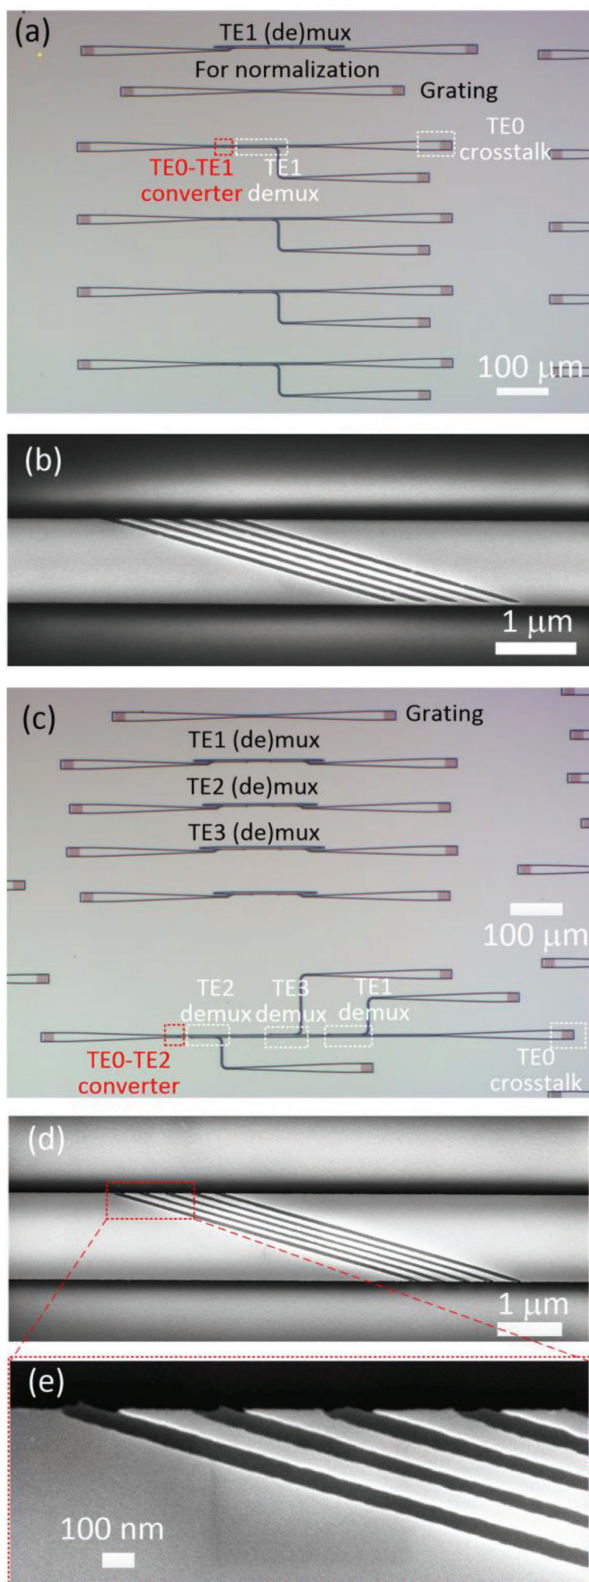 (a)
TE1 (de)mux
For normalization
Grating
TE0
crosstalk
TE0-TE1
converter
TE1
demux
100 μm
(b)
1 μm
(c)
Grating
TE1 (de)mux
TE2 (de)mux
TE3 (de)mux
100 μm
TE2
demux
TE3
demux
TE1
demux
TE0-TE2
converter
TE0
crosstalk
(d)
1 μm
(e)
100 nm